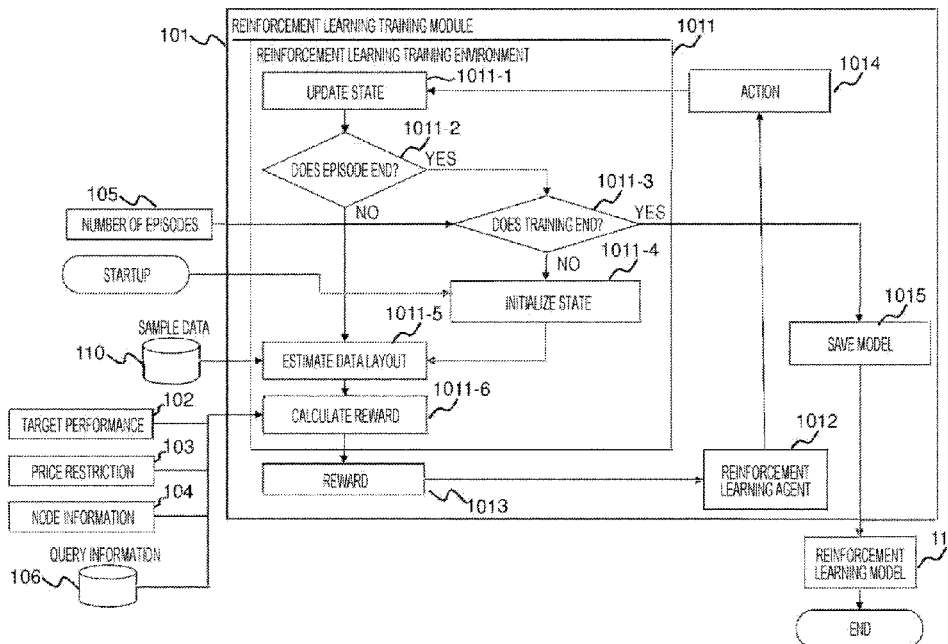 101
REINFORCEMENT LEARNING TRAINING MODULE
REINFORCEMENT LEARNING TRAINING ENVIRONMENT
1011
1011-1
UPDATE STATE
1014
ACTION
1011-2
DOES EPISODE END?
YES
NO
105
NUMBER OF EPISODES
1011-3
DOES TRAINING END?
YES
NO
STARTUP
1011-4
INITIALIZE STATE
1015
SAVE MODEL
SAMPLE DATA
110
1011-5
ESTIMATE DATA LAYOUT
1011-6
CALCULATE REWARD
102
TARGET PERFORMANCE
103
PRICE RESTRICTION
104
NODE INFORMATION
QUERY INFORMATION
106
REWARD
1013
1012
REINFORCEMENT
LEARNING AGENT
11
REINFORCEMENT
LEARNING MODEL
END